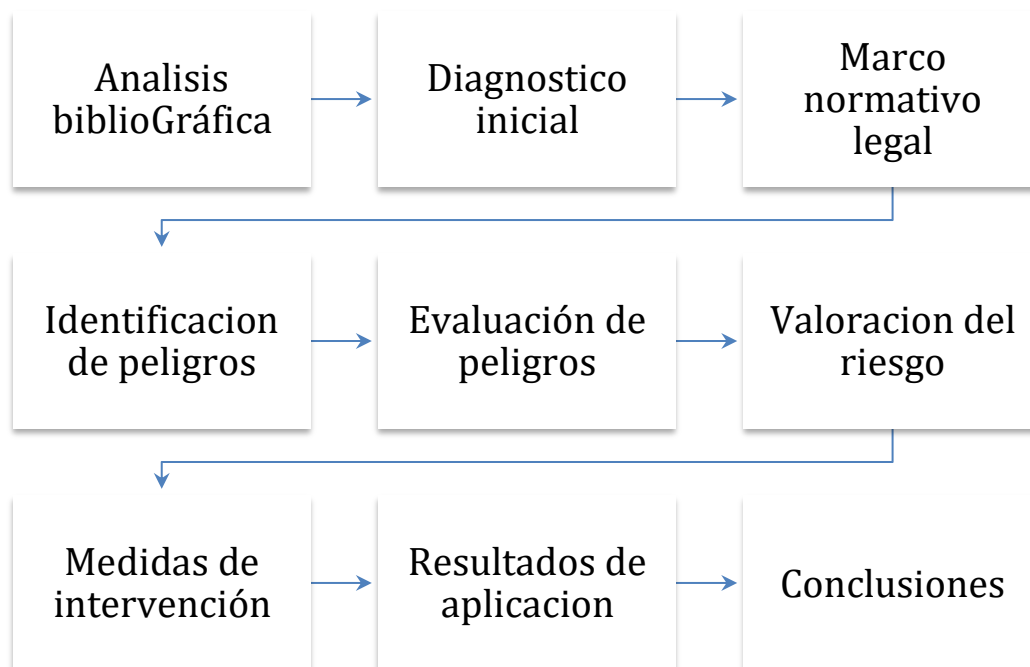 Analisis
biblioGráfica
Diagnostico
inicial
Marco
normativo
legal
Identificacion
de peligros
Evaluación de
peligros
Valoracion del
riesgo
Medidas de
intervención
Resultados de
aplicacion
Conclusiones